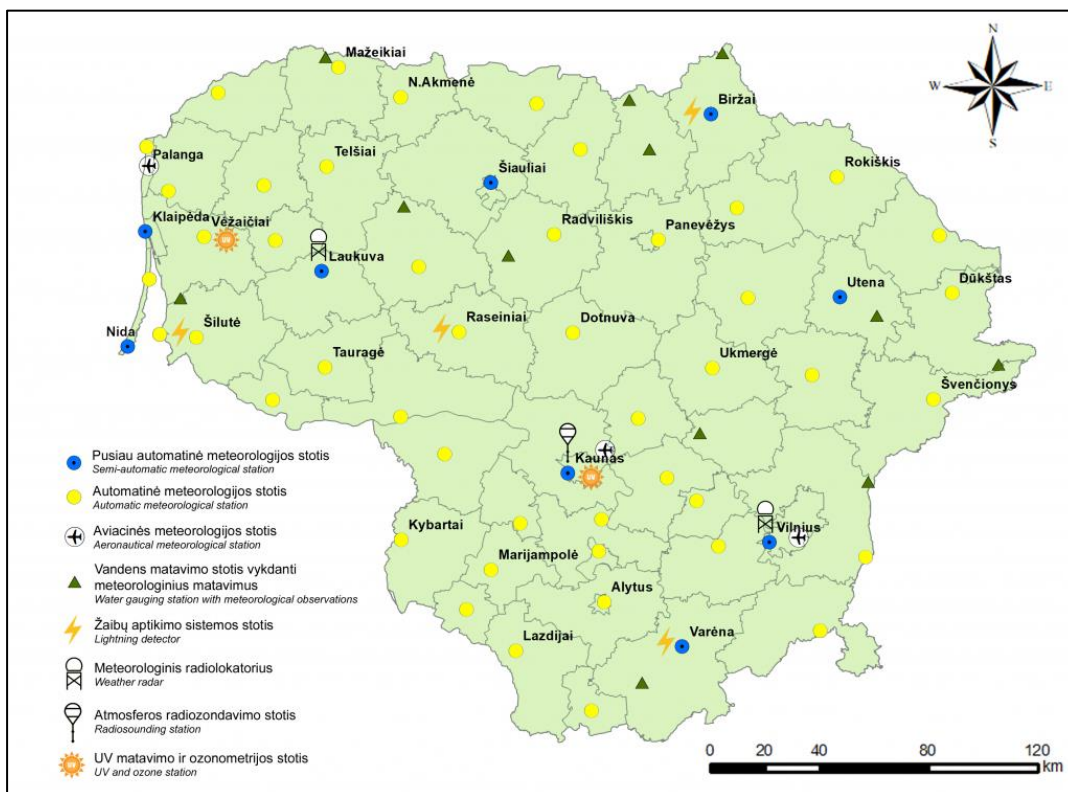 N
W
E
S
Mažeikiai
N.Akmenė
Biržai
Palanga
Telšiai
Šiauliai
Rokiškis
Klaipėda
Vėžaičiai
Radviliškis
Panevėžys
Laukuva
Utena
Dūkštas
Nida
Šilutė
Raseiniai
Dotnuva
Tauragė
Ukmergė
Švenčionys
Kaunas
UV
UV
Kybartai
Vilnius
Marijampolė
Alytus
Lazdijai
Varėna
Pusiau automatinė meteorologijos stotis
Semi-automatic meteorological station
Automatinė meteorologijos stotis
Automatic meteorological station
Aviacinės meteorologijos stotis
Aeronautical meteorological station
Vandens matavimo stotis vykdanti
meteorologinius matavimus
Water gauging station with meteorological observations
Žaibų aptikimo sistemos stotis
Lightning detector
Meteorologinis radiolokatorius
Weather radar
Atmosferos radiozondavimo stotis
Radiosounding station
UV
UV matavimo ir ozonometrijos stotis
UV and ozone station
0 20 40 80 120
km